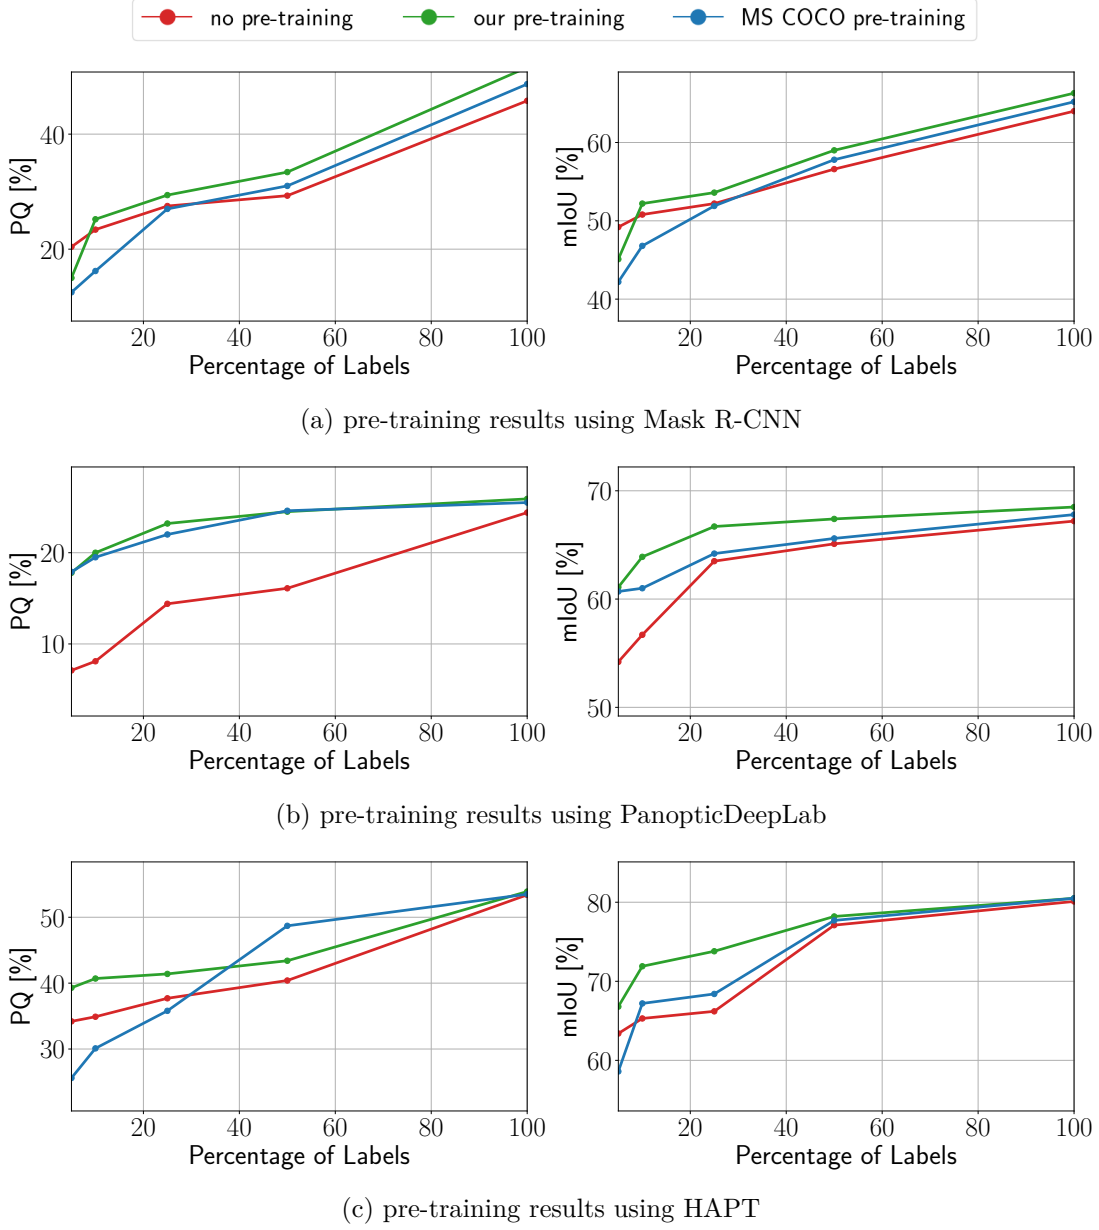 no pre-training our pre-training MS COCO pre-training
PQ [%]
40
20
20 40 60 80 100
Percentage of Labels
mIoU [%]
60
50
40
20 40 60 80 100
Percentage of Labels
(a) pre-training results using Mask R-CNN
PQ [%]
20
10
20 40 60 80 100
Percentage of Labels
mIoU [%]
70
60
50
20 40 60 80 100
Percentage of Labels
(b) pre-training results using PanopticDeepLab
PQ [%]
50
40
30
20 40 60 80 100
Percentage of Labels
mIoU [%]
80
70
60
20 40 60 80 100
Percentage of Labels
(c) pre-training results using HAPT